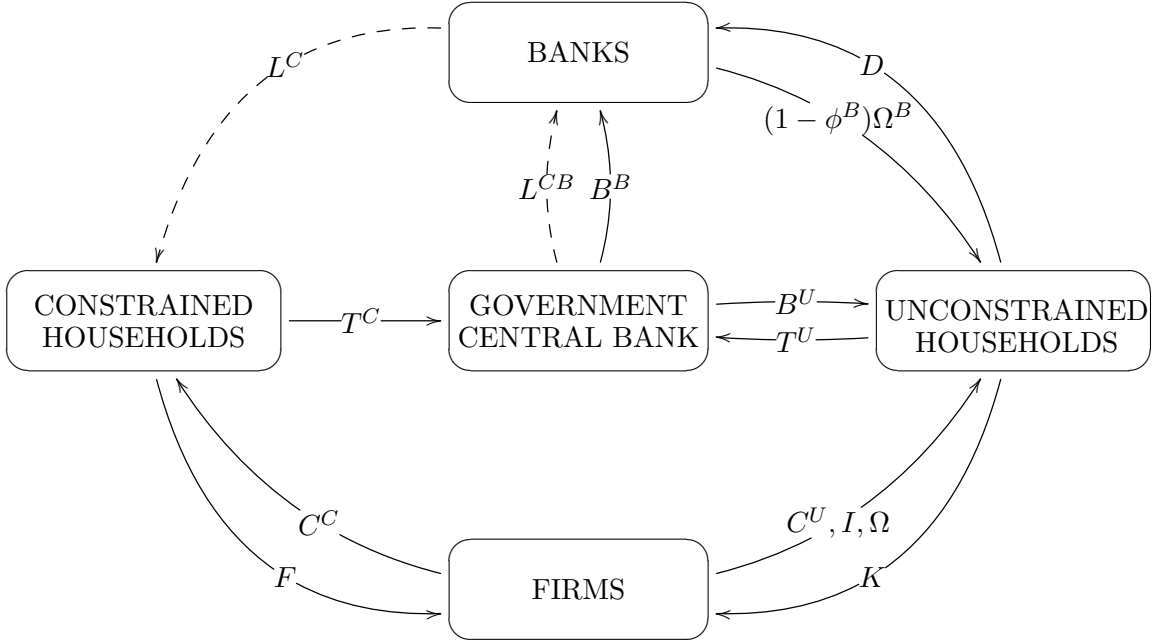 BANKS
D
L^C
(1 − ϕ^B)Ω^B
L^{CB} B^B
CONSTRAINED
HOUSEHOLDS
T^C
GOVERNMENT
CENTRAL BANK
B^U
T^U
UNCONSTRAINED
HOUSEHOLDS
C^C
C^U, I, Ω
F
FIRMS
K